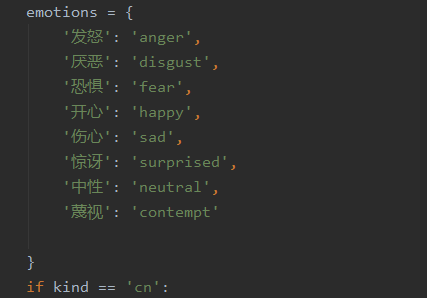 emotions = {
'发怒': 'anger',
'厌恶': 'disgust',
'恐惧': 'fear',
'开心': 'happy',
'伤心': 'sad',
'惊讶': 'surprised',
'中性': 'neutral',
'蔑视': 'contempt'
}
if kind == 'cn':